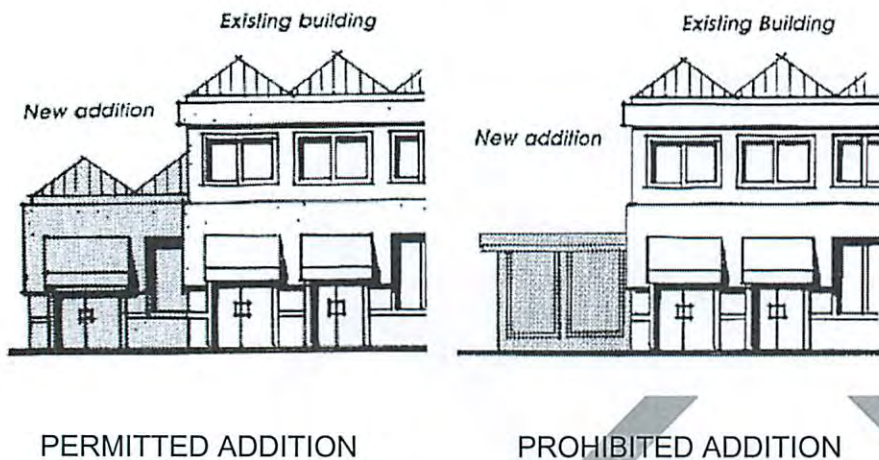 Existing building
New addition
PERMITTED ADDITION
Existing Building
New addition
PROHIBITED ADDITION